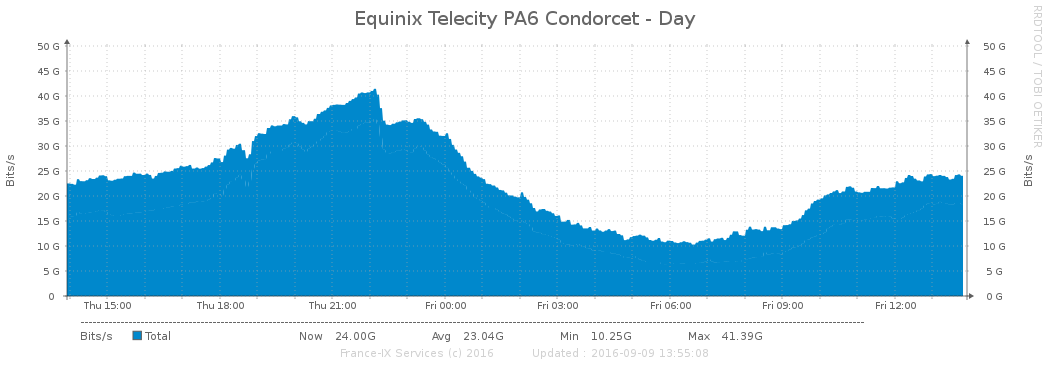 Equinix Telecity PA6 Condorcet - Day
RRDTOOL / TOBI OETIKER
50 G 50 G
45 G 45 G
40 G 40 G
35 G 35 G
30 G 30 G
25 G 25 G
20 G 20 G
15 G 15 G
10 G 10 G
5 G 5 G
0 0 G
Bits/s Bits/s
Thu 15:00 Thu 18:00 Thu 21:00 Fri 00:00 Fri 03:00 Fri 06:00 Fri 09:00 Fri 12:00
Bits/s Total Now 24.00G Avg 23.04G Min 10.25G Max 41.39G
France-IX Services (c) 2016 Updated : 2016-09-09 13:55:08